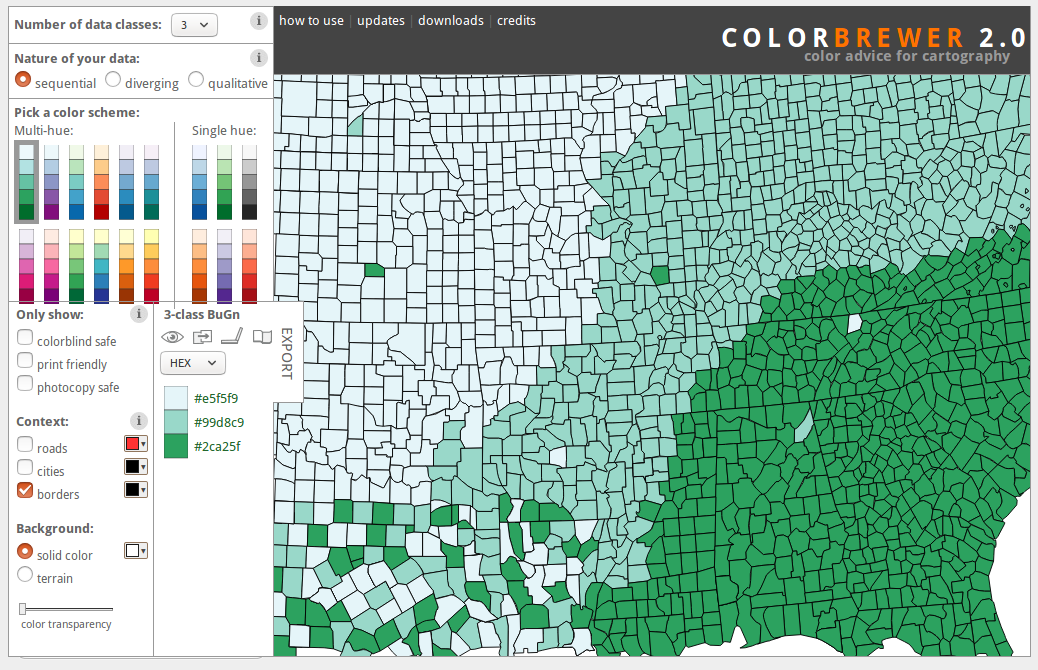 Number of data classes: 3 i
how to use | updates | downloads | credits
COLORBREWER 2.0
color advice for cartography
Nature of your data: i
sequential diverging qualitative
Pick a color scheme:
Multi-hue: Single hue:
Only show: i
colorblind safe
print friendly
photocopy safe
Context: i
roads
cities
borders
Background:
solid color
terrain
color transparency
3-class BuGn
HEX
#e5f5f9
#99d8c9
#2ca25f
EXPORT